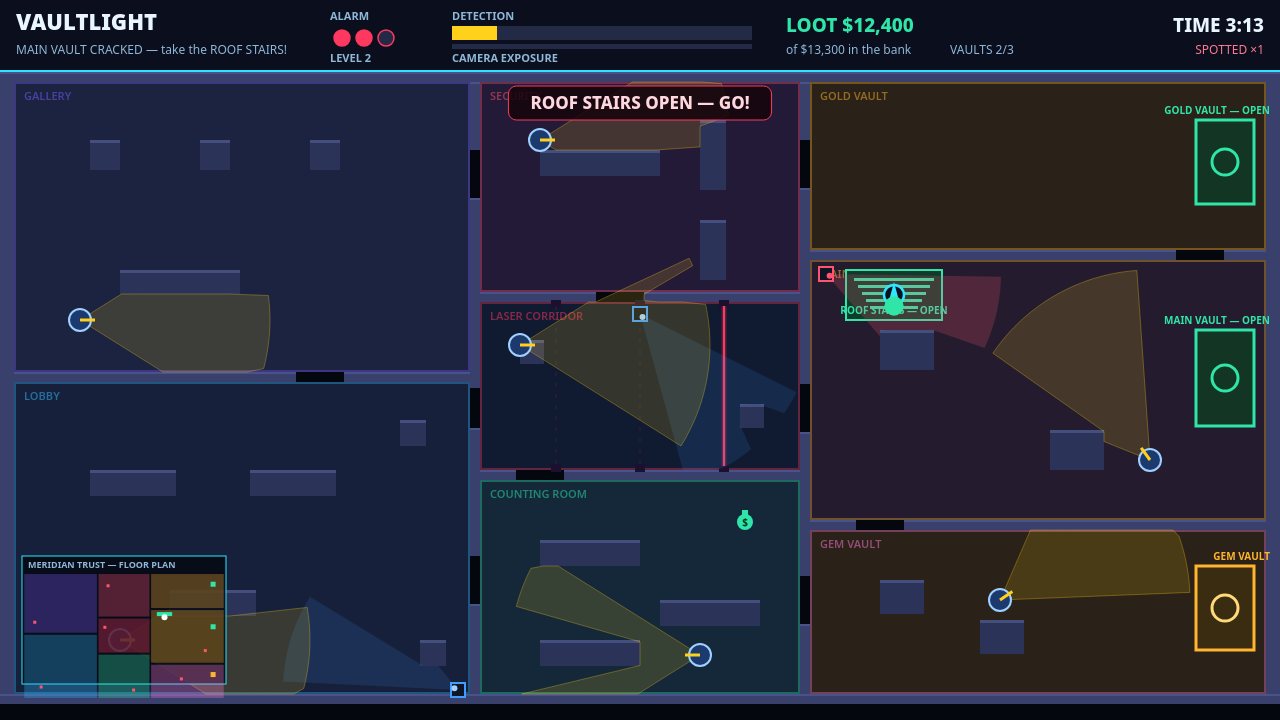 VAULTLIGHT
MAIN VAULT CRACKED — take the ROOF STAIRS!
ALARM
LEVEL 2
DETECTION
CAMERA EXPOSURE
LOOT $12,400
of $13,300 in the bank
VAULTS 2/3
TIME 3:13
SPOTTED ×1
ROOF STAIRS OPEN — GO!
GALLERY
GOLD VAULT
GOLD VAULT — OPEN
LASER CORRIDOR
ROOF STAIRS — OPEN
MAIN VAULT — OPEN
LOBBY
COUNTING ROOM
$
GEM VAULT
GEM VAULT
MERIDIAN TRUST — FLOOR PLAN